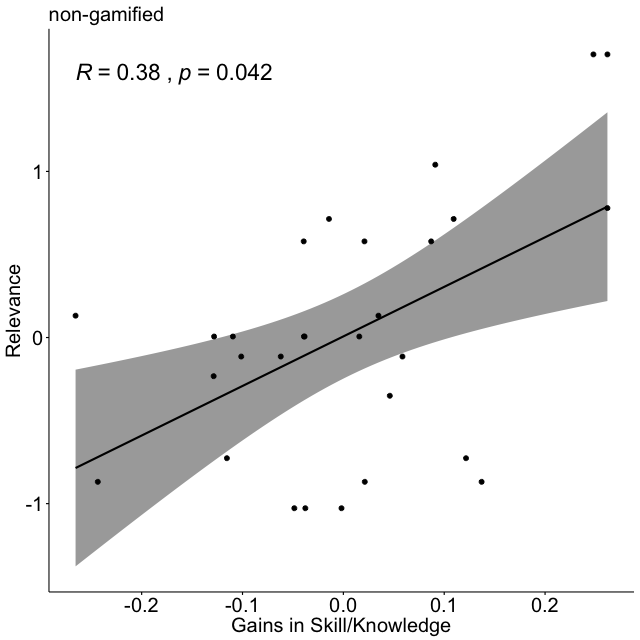 non-gamified
R = 0.38 , p = 0.042
Relevance
1
0
-1
-0.2 -0.1 0.0 0.1 0.2
Gains in Skill/Knowledge